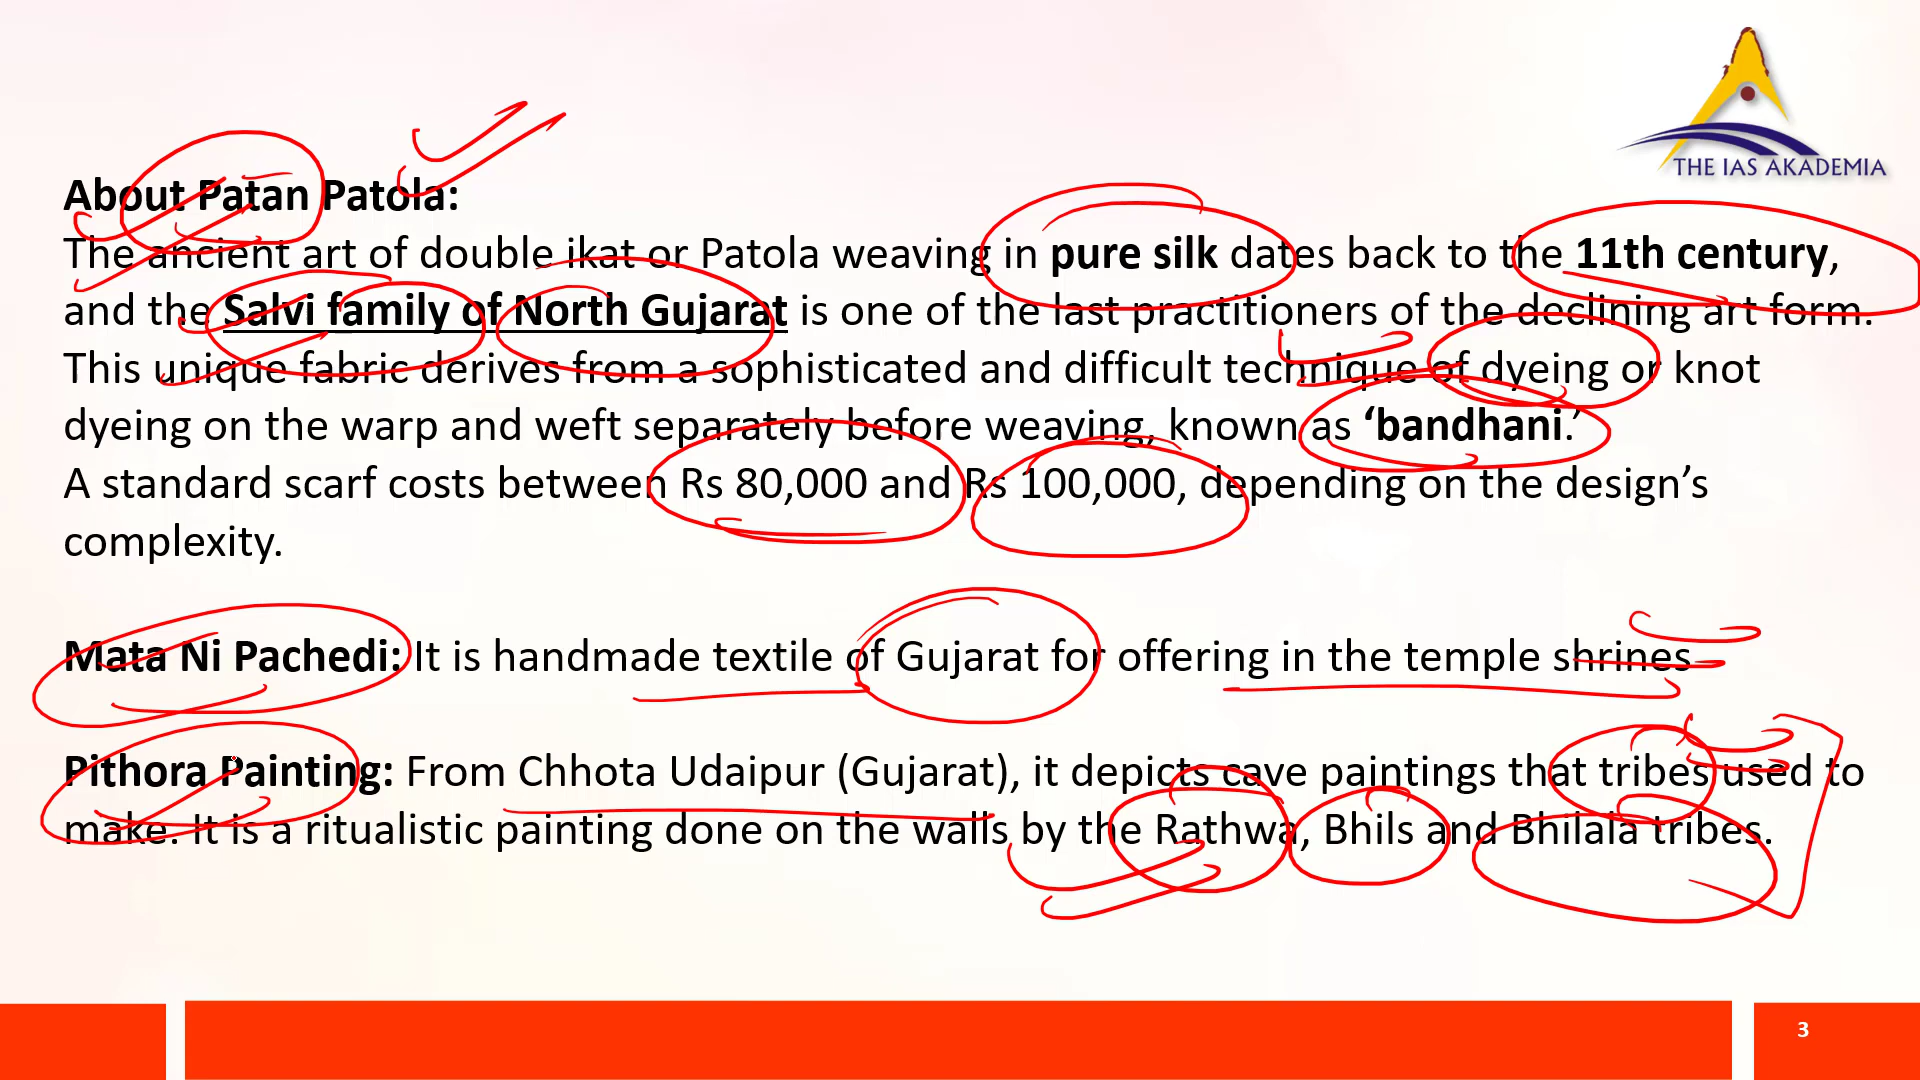 THE IAS AKADEMIA
About Patan Patola:
The ancient art of double ikat or Patola weaving in pure silk dates back to the 11th century,
and the Salvi family of North Gujarat is one of the last practitioners of the declining art form.
This unique fabric derives from a sophisticated and difficult technique of dyeing or knot
dyeing on the warp and weft separately before weaving, known as ‘bandhani.’
A standard scarf costs between Rs 80,000 and Rs 100,000, depending on the design’s
complexity.
Mata Ni Pachedi: It is handmade textile of Gujarat for offering in the temple shrines
Pithora Painting: From Chhota Udaipur (Gujarat), it depicts cave paintings that tribes used to
make. It is a ritualistic painting done on the walls by the Rathwa, Bhils and Bhilala tribes.
3